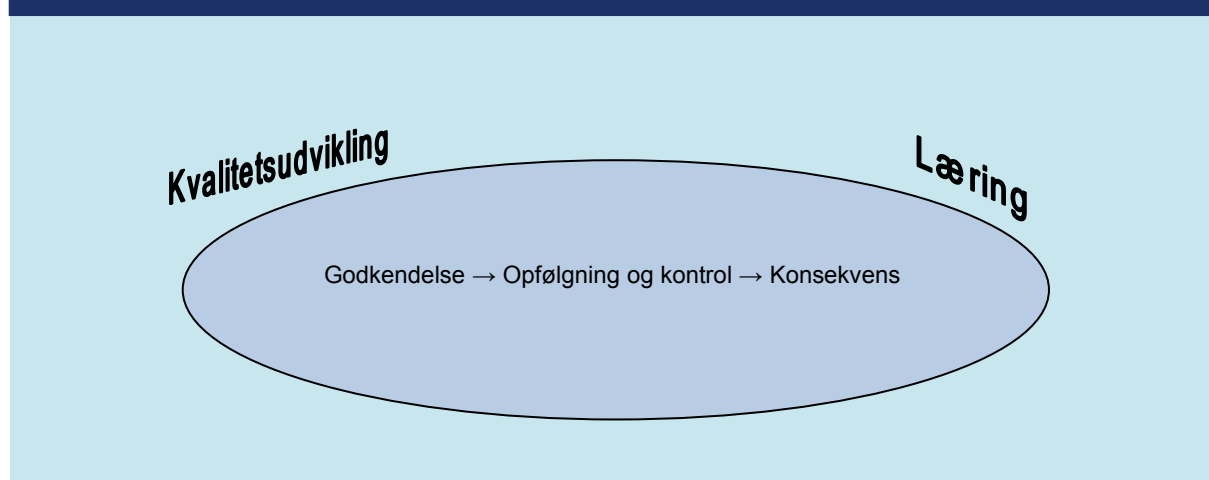 Kvalitetsudvikling
Læring
Godkendelse → Opfølgning og kontrol → Konsekvens